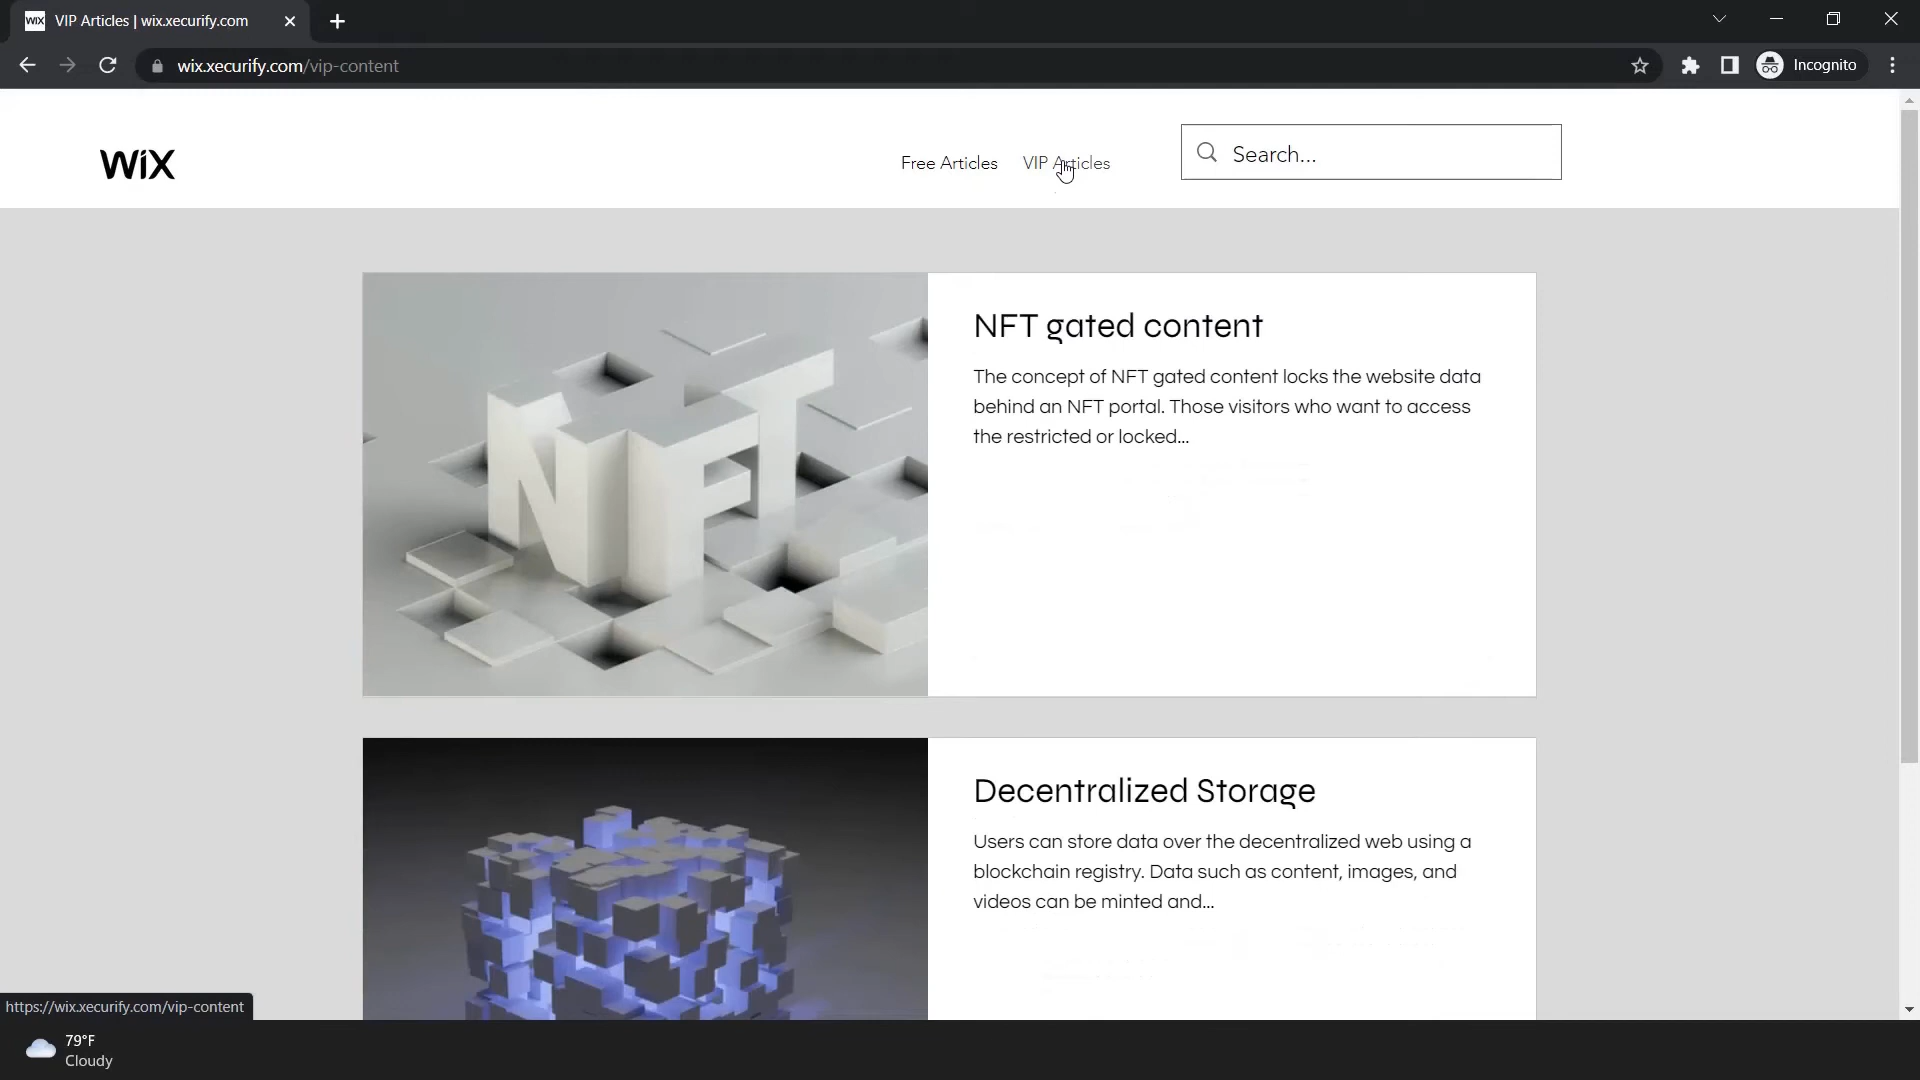 WiX VIP Articles | wix.xecurify.com
wix.xecurify.com/vip-content
Incognito
WiX
Free Articles
VIP Articles
Search...
NFT
NFT gated content
The concept of NFT gated content locks the website data
behind an NFT portal. Those visitors who want to access
the restricted or locked...
Decentralized Storage
Users can store data over the decentralized web using a
blockchain registry. Data such as content, images, and
videos can be minted and...
https://wix.xecurify.com/vip-content
79°F
Cloudy